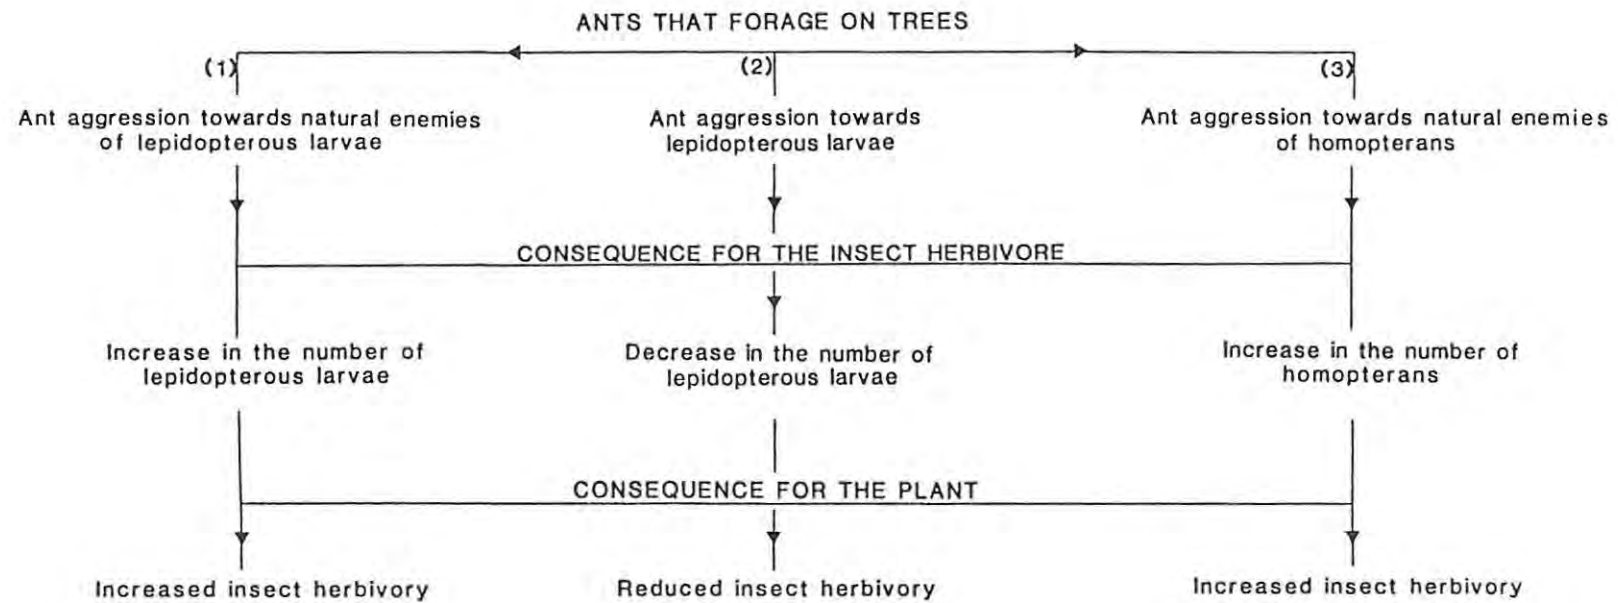 ANTS THAT FORAGE ON TREES
(1)
(2)
(3)
Ant aggression towards natural enemies
of lepidopterous larvae
Ant aggression towards
lepidopterous larvae
Ant aggression towards natural enemies
of homopterans
CONSEQUENCE FOR THE INSECT HERBIVORE
Increase in the number of
lepidopterous larvae
Decrease in the number of
lepidopterous larvae
Increase in the number of
homopterans
CONSEQUENCE FOR THE PLANT
Increased insect herbivory
Reduced insect herbivory
Increased insect herbivory